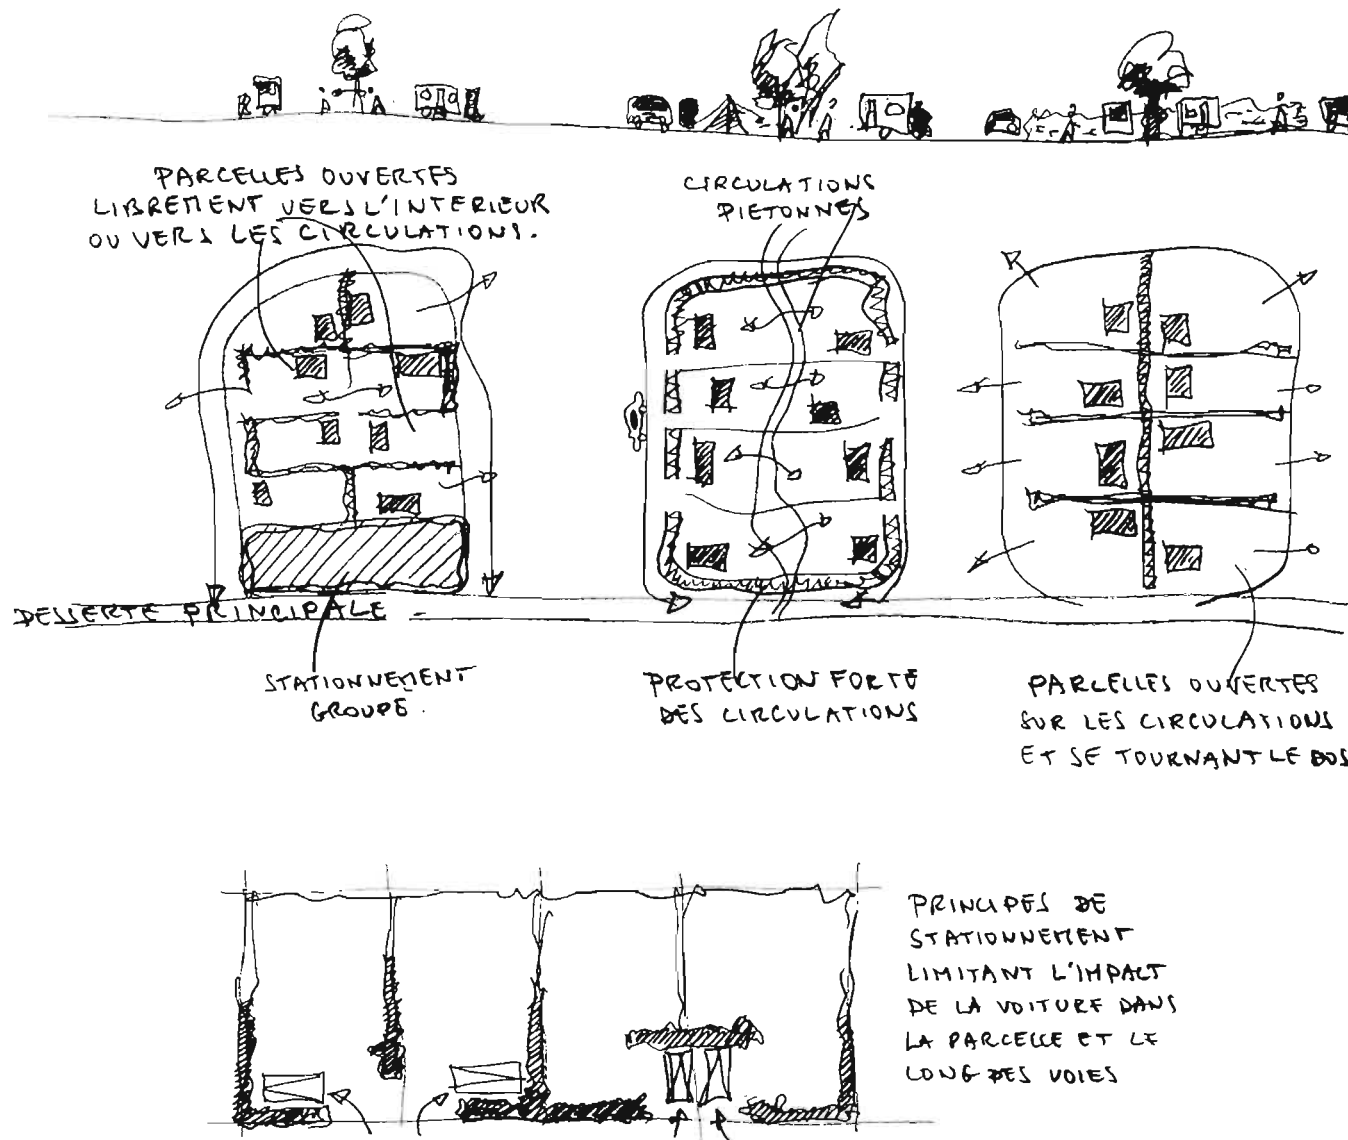 PARCELLES OUVERTES
LIBREMENT VERS L'INTERIEUR
OU VERS LES CIRCULATIONS.
CIRCULATIONS
PIETONNES
DESSERTE PRINCIPALE
STATIONNEMENT
GROUPÉ.
PROTECTION FORTE
DES CIRCULATIONS
PARCELLES OUVERTES
SUR LES CIRCULATIONS
ET SE TOURNANT LE DOS
PRINCIPES DE
STATIONNEMENT
LIMITANT L'IMPACT
DE LA VOITURE DANS
LA PARCELLE ET LE
LONG DES VOIES